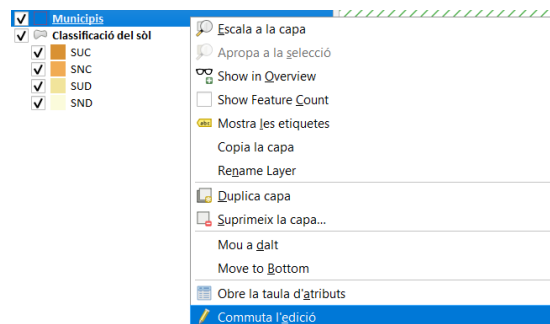 Municipis
Classificació del sòl
SUC
SNC
SUD
SND
Escala a la capa
Apropa a la selecció
Show in Overview
Show Feature Count
abc Mostra les etiquetes
Copia la capa
Rename Layer
Duplica capa
Suprimeix la capa...
Mou a dalt
Move to Bottom
Obre la taula d'atributs
Commuta l'edició